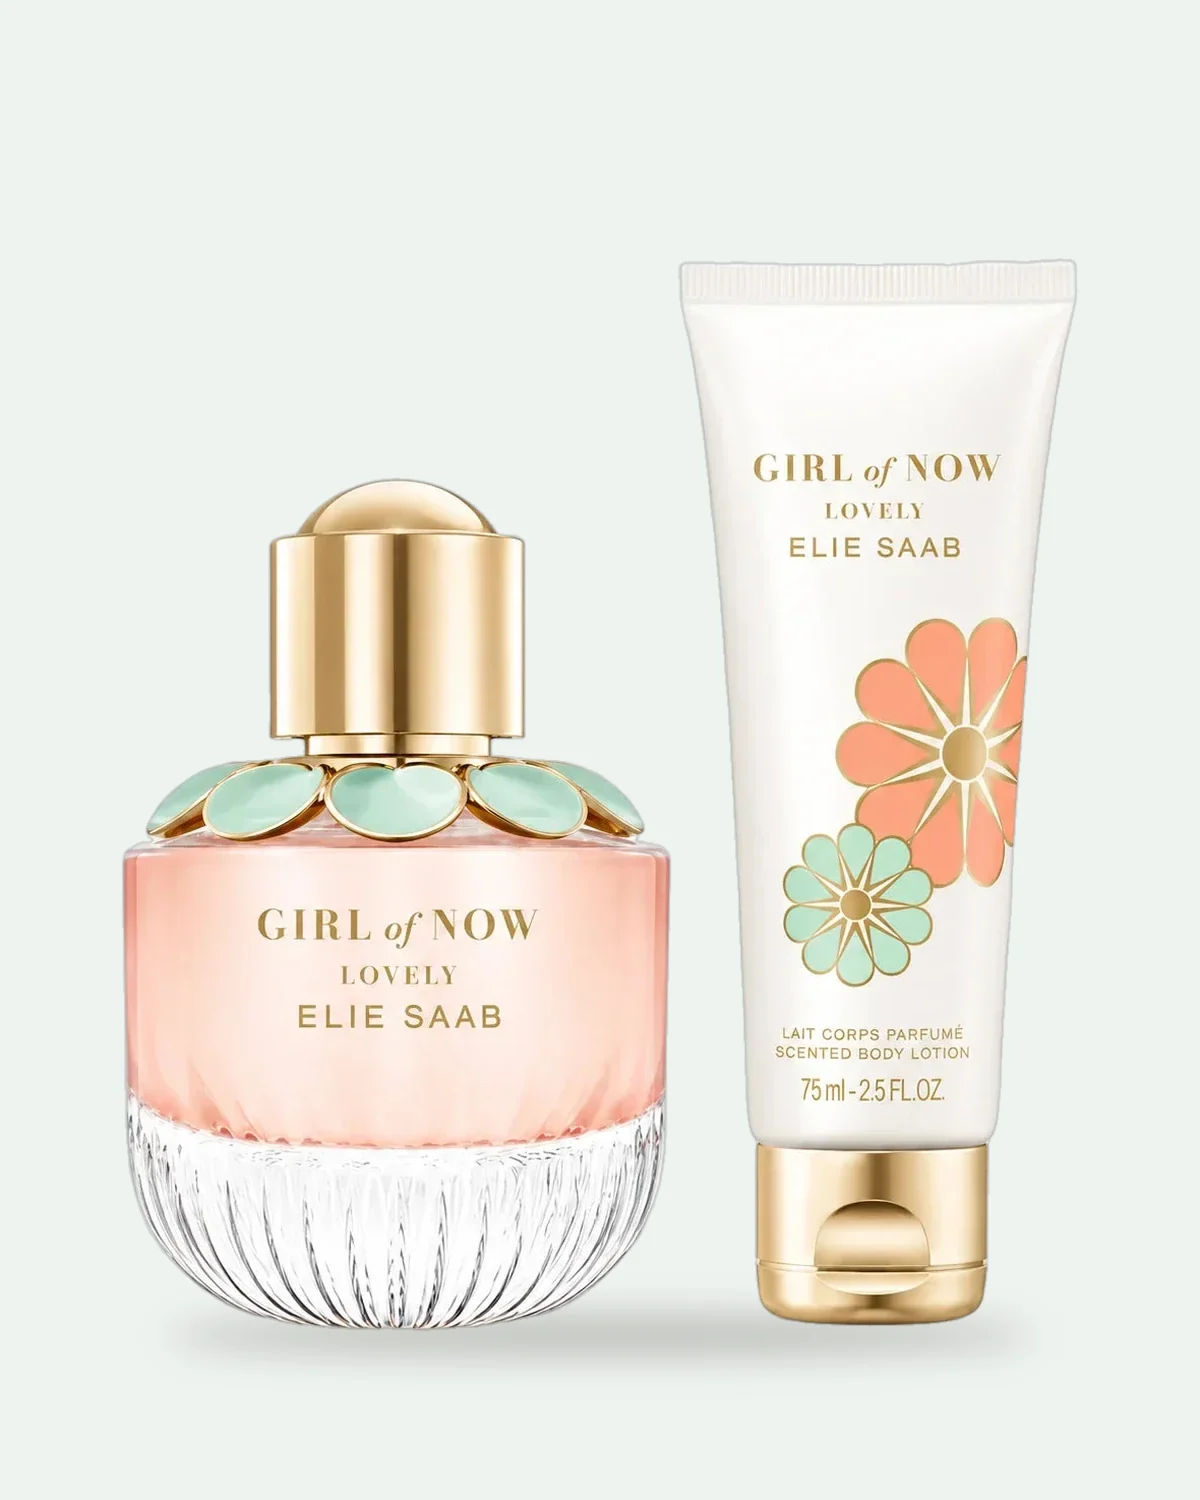 GIRL of NOW
LOVELY
ELIE SAAB
GIRL of NOW
LOVELY
ELIE SAAB
LAIT CORPS PARFUMÉ
SCENTED BODY LOTION
75 ml - 2.5 FL.OZ.